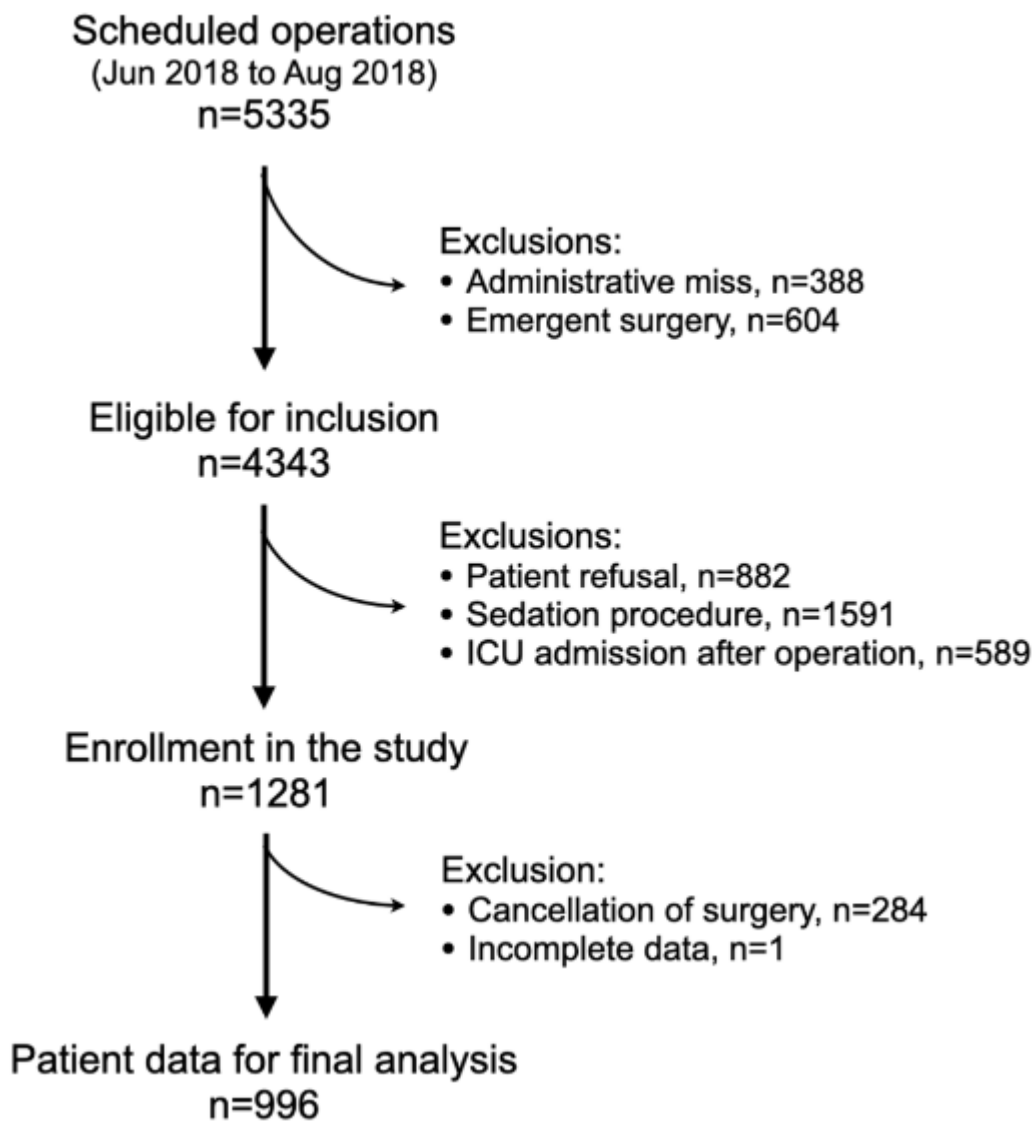 Scheduled operations
(Jun 2018 to Aug 2018)
n=5335
Exclusions:
• Administrative miss, n=388
• Emergent surgery, n=604
Eligible for inclusion
n=4343
Exclusions:
• Patient refusal, n=882
• Sedation procedure, n=1591
• ICU admission after operation, n=589
Enrollment in the study
n=1281
Exclusion:
• Cancellation of surgery, n=284
• Incomplete data, n=1
Patient data for final analysis
n=996